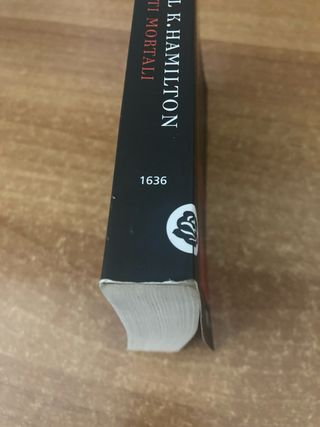 L K. HAMILTON
TI MORTALI
1636